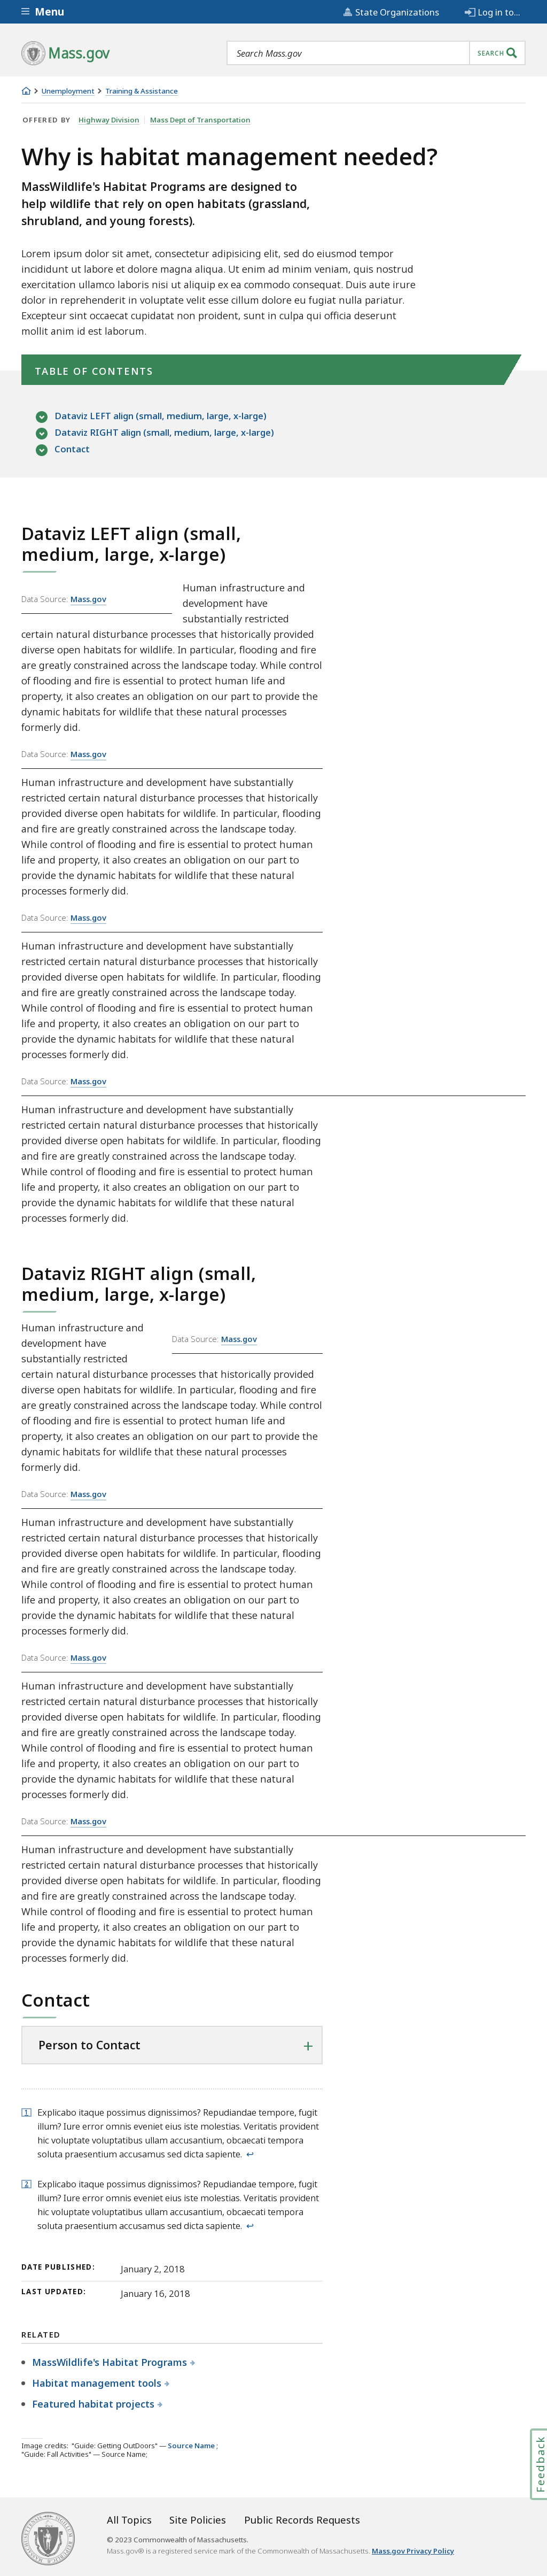 Menu
State Organizations
Log in to...
Mass.gov
Search Mass.gov
SEARCH
Unemployment
Training & Assistance
OFFERED BY Highway Division Mass Dept of Transportation
Why is habitat management needed?
MassWildlife's Habitat Programs are designed to
help wildlife that rely on open habitats (grassland,
shrubland, and young forests).
Lorem ipsum dolor sit amet, consectetur adipisicing elit, sed do eiusmod tempor
incididunt ut labore et dolore magna aliqua. Ut enim ad minim veniam, quis nostrud
exercitation ullamco laboris nisi ut aliquip ex ea commodo consequat. Duis aute irure
dolor in reprehenderit in voluptate velit esse cillum dolore eu fugiat nulla pariatur.
Excepteur sint occaecat cupidatat non proident, sunt in culpa qui officia deserunt
mollit anim id est laborum.
TABLE OF CONTENTS
Dataviz LEFT align (small, medium, large, x-large)
Dataviz RIGHT align (small, medium, large, x-large)
Contact
Dataviz LEFT align (small,
medium, large, x-large)
Data Source: Mass.gov
Human infrastructure and
development have
substantially restricted
certain natural disturbance processes that historically provided
diverse open habitats for wildlife. In particular, flooding and fire
are greatly constrained across the landscape today. While control
of flooding and fire is essential to protect human life and
property, it also creates an obligation on our part to provide the
dynamic habitats for wildlife that these natural processes
formerly did.
Data Source: Mass.gov
Human infrastructure and development have substantially
restricted certain natural disturbance processes that historically
provided diverse open habitats for wildlife. In particular, flooding
and fire are greatly constrained across the landscape today.
While control of flooding and fire is essential to protect human
life and property, it also creates an obligation on our part to
provide the dynamic habitats for wildlife that these natural
processes formerly did.
Data Source: Mass.gov
Human infrastructure and development have substantially
restricted certain natural disturbance processes that historically
provided diverse open habitats for wildlife. In particular, flooding
and fire are greatly constrained across the landscape today.
While control of flooding and fire is essential to protect human
life and property, it also creates an obligation on our part to
provide the dynamic habitats for wildlife that these natural
processes formerly did.
Data Source: Mass.gov
Human infrastructure and development have substantially
restricted certain natural disturbance processes that historically
provided diverse open habitats for wildlife. In particular, flooding
and fire are greatly constrained across the landscape today.
While control of flooding and fire is essential to protect human
life and property, it also creates an obligation on our part to
provide the dynamic habitats for wildlife that these natural
processes formerly did.
Dataviz RIGHT align (small,
medium, large, x-large)
Human infrastructure and
development have
substantially restricted
Data Source: Mass.gov
certain natural disturbance processes that historically provided
diverse open habitats for wildlife. In particular, flooding and fire
are greatly constrained across the landscape today. While control
of flooding and fire is essential to protect human life and
property, it also creates an obligation on our part to provide the
dynamic habitats for wildlife that these natural processes
formerly did.
Data Source: Mass.gov
Human infrastructure and development have substantially
restricted certain natural disturbance processes that historically
provided diverse open habitats for wildlife. In particular, flooding
and fire are greatly constrained across the landscape today.
While control of flooding and fire is essential to protect human
life and property, it also creates an obligation on our part to
provide the dynamic habitats for wildlife that these natural
processes formerly did.
Data Source: Mass.gov
Human infrastructure and development have substantially
restricted certain natural disturbance processes that historically
provided diverse open habitats for wildlife. In particular, flooding
and fire are greatly constrained across the landscape today.
While control of flooding and fire is essential to protect human
life and property, it also creates an obligation on our part to
provide the dynamic habitats for wildlife that these natural
processes formerly did.
Data Source: Mass.gov
Human infrastructure and development have substantially
restricted certain natural disturbance processes that historically
provided diverse open habitats for wildlife. In particular, flooding
and fire are greatly constrained across the landscape today.
While control of flooding and fire is essential to protect human
life and property, it also creates an obligation on our part to
provide the dynamic habitats for wildlife that these natural
processes formerly did.
Contact
Person to Contact +
1 Explicabo itaque possimus dignissimos? Repudiandae tempore, fugit
illum? Iure error omnis eveniet eius iste molestias. Veritatis provident
hic voluptate voluptatibus ullam accusantium, obcaecati tempora
soluta praesentium accusamus sed dicta sapiente. ↩
2 Explicabo itaque possimus dignissimos? Repudiandae tempore, fugit
illum? Iure error omnis eveniet eius iste molestias. Veritatis provident
hic voluptate voluptatibus ullam accusantium, obcaecati tempora
soluta praesentium accusamus sed dicta sapiente. ↩
DATE PUBLISHED: January 2, 2018
LAST UPDATED: January 16, 2018
RELATED
MassWildlife's Habitat Programs
Habitat management tools
Featured habitat projects
Image credits: "Guide: Getting OutDoors" — Source Name ;
"Guide: Fall Activities" — Source Name;
Feedback
All Topics Site Policies Public Records Requests
© 2023 Commonwealth of Massachusetts.
Mass.gov® is a registered service mark of the Commonwealth of Massachusetts. Mass.gov Privacy Policy